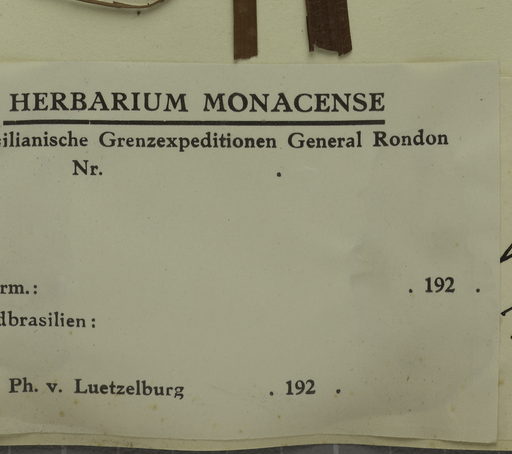 HERBARIUM MONACENSE
ilianische Grenzexpeditionen General Rondon
Nr. .
rm.: . 192 .
dbrasilien:
Ph. v. Luetzelburg . 192 .